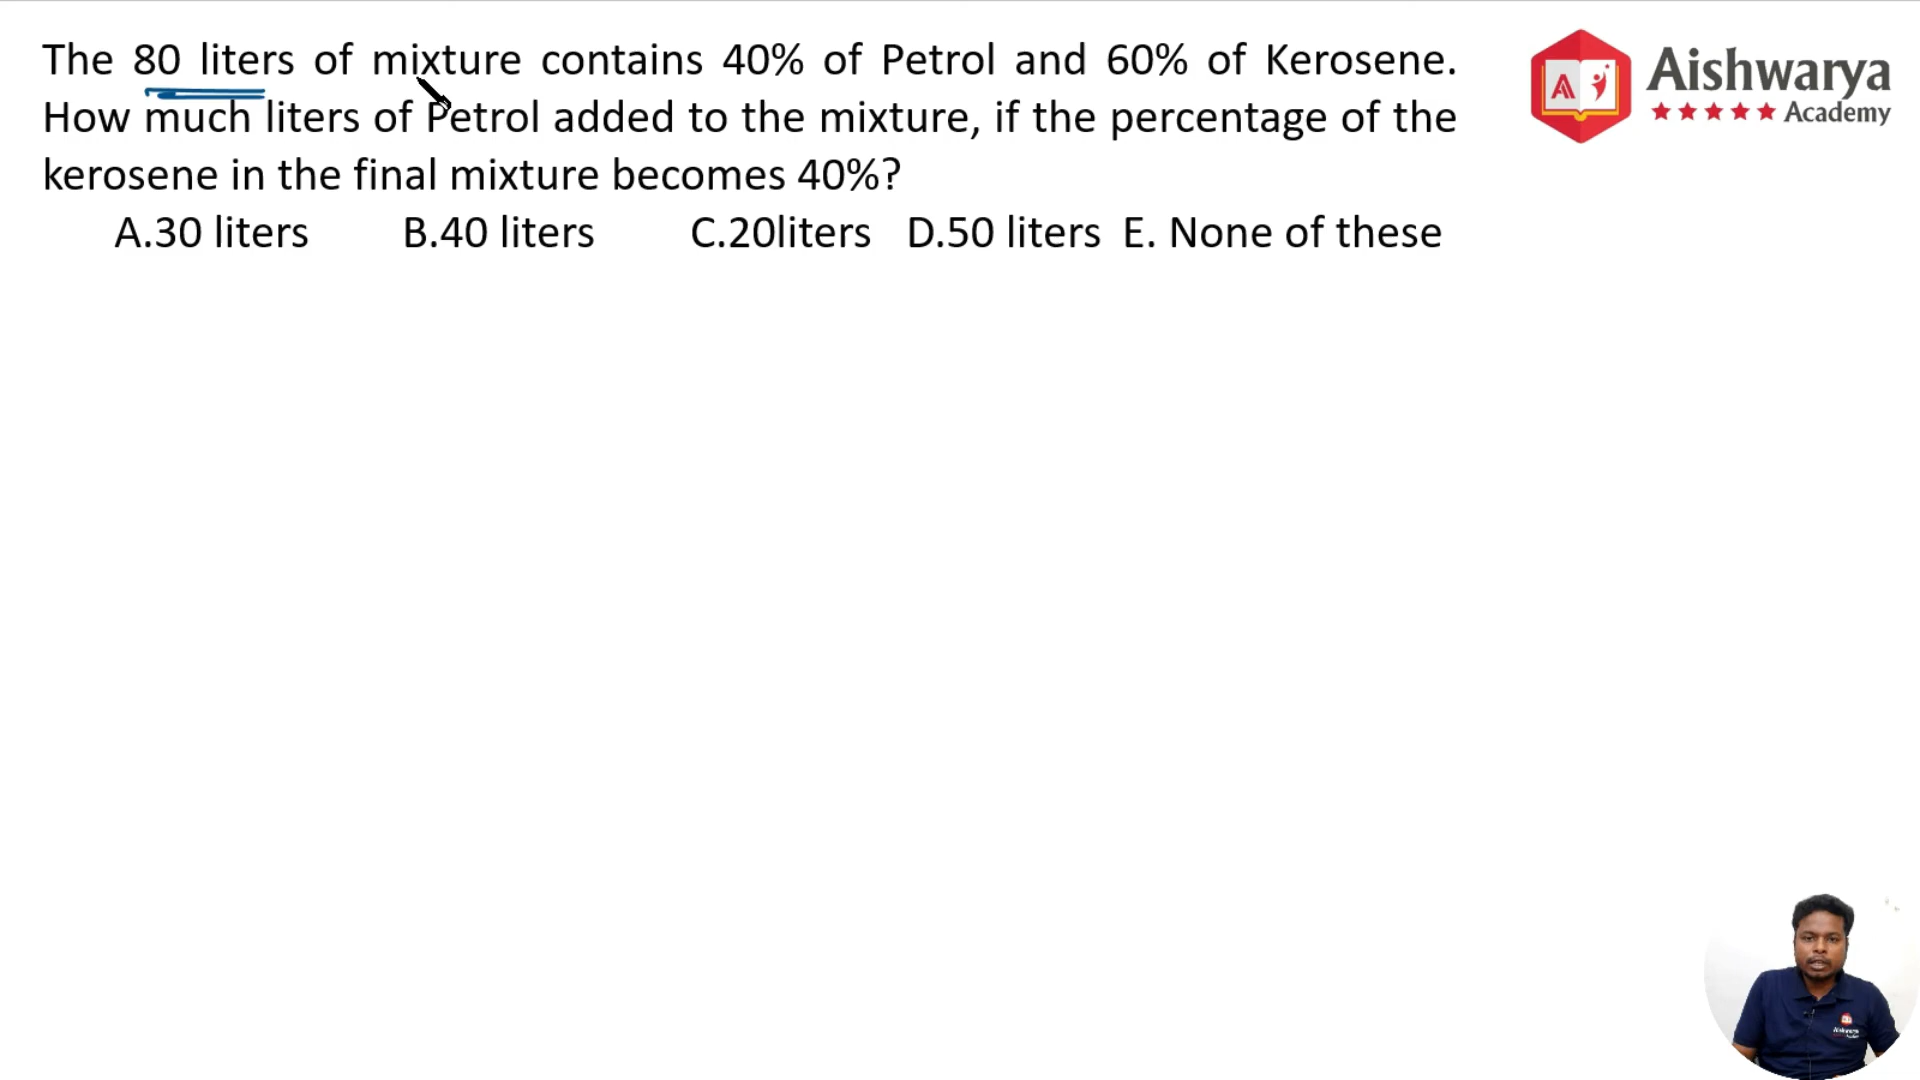 The 80 liters of mixture contains 40% of Petrol and 60% of Kerosene.
How much liters of Petrol added to the mixture, if the percentage of the
kerosene in the final mixture becomes 40%?
A.30 liters B.40 liters C.20liters D.50 liters E. None of these
Aishwarya
Academy